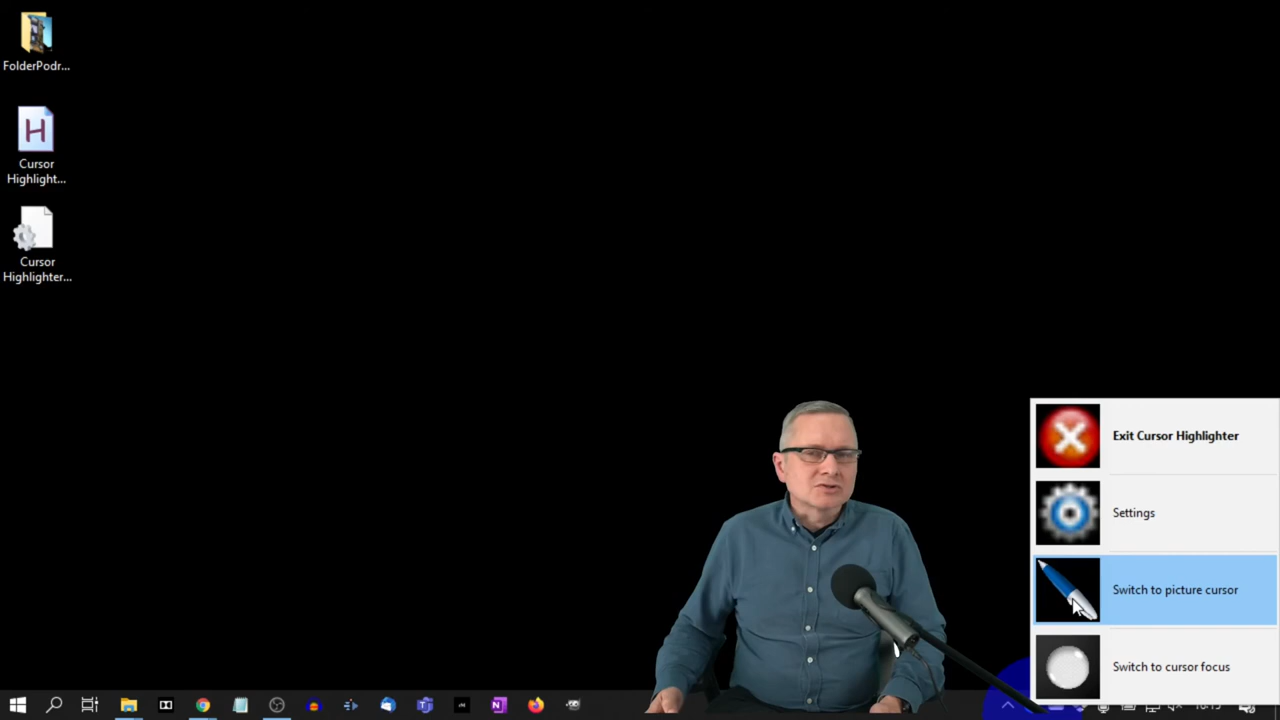 FolderPodr...
Cursor
Highlight...
Cursor
Highlighter...
Exit Cursor Highlighter
Settings
Switch to picture cursor
Switch to cursor focus